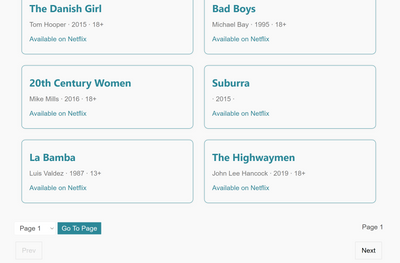 The Danish Girl
Tom Hooper · 2015 · 18+
Available on Netflix
Bad Boys
Michael Bay · 1995 · 18+
Available on Netflix
20th Century Women
Mike Mills · 2016 · 18+
Available on Netflix
Suburra
· 2015 ·
Available on Netflix
La Bamba
Luis Valdez · 1987 · 13+
Available on Netflix
The Highwaymen
John Lee Hancock · 2019 · 18+
Available on Netflix
Page 1 Go To Page Page 1
Prev Next